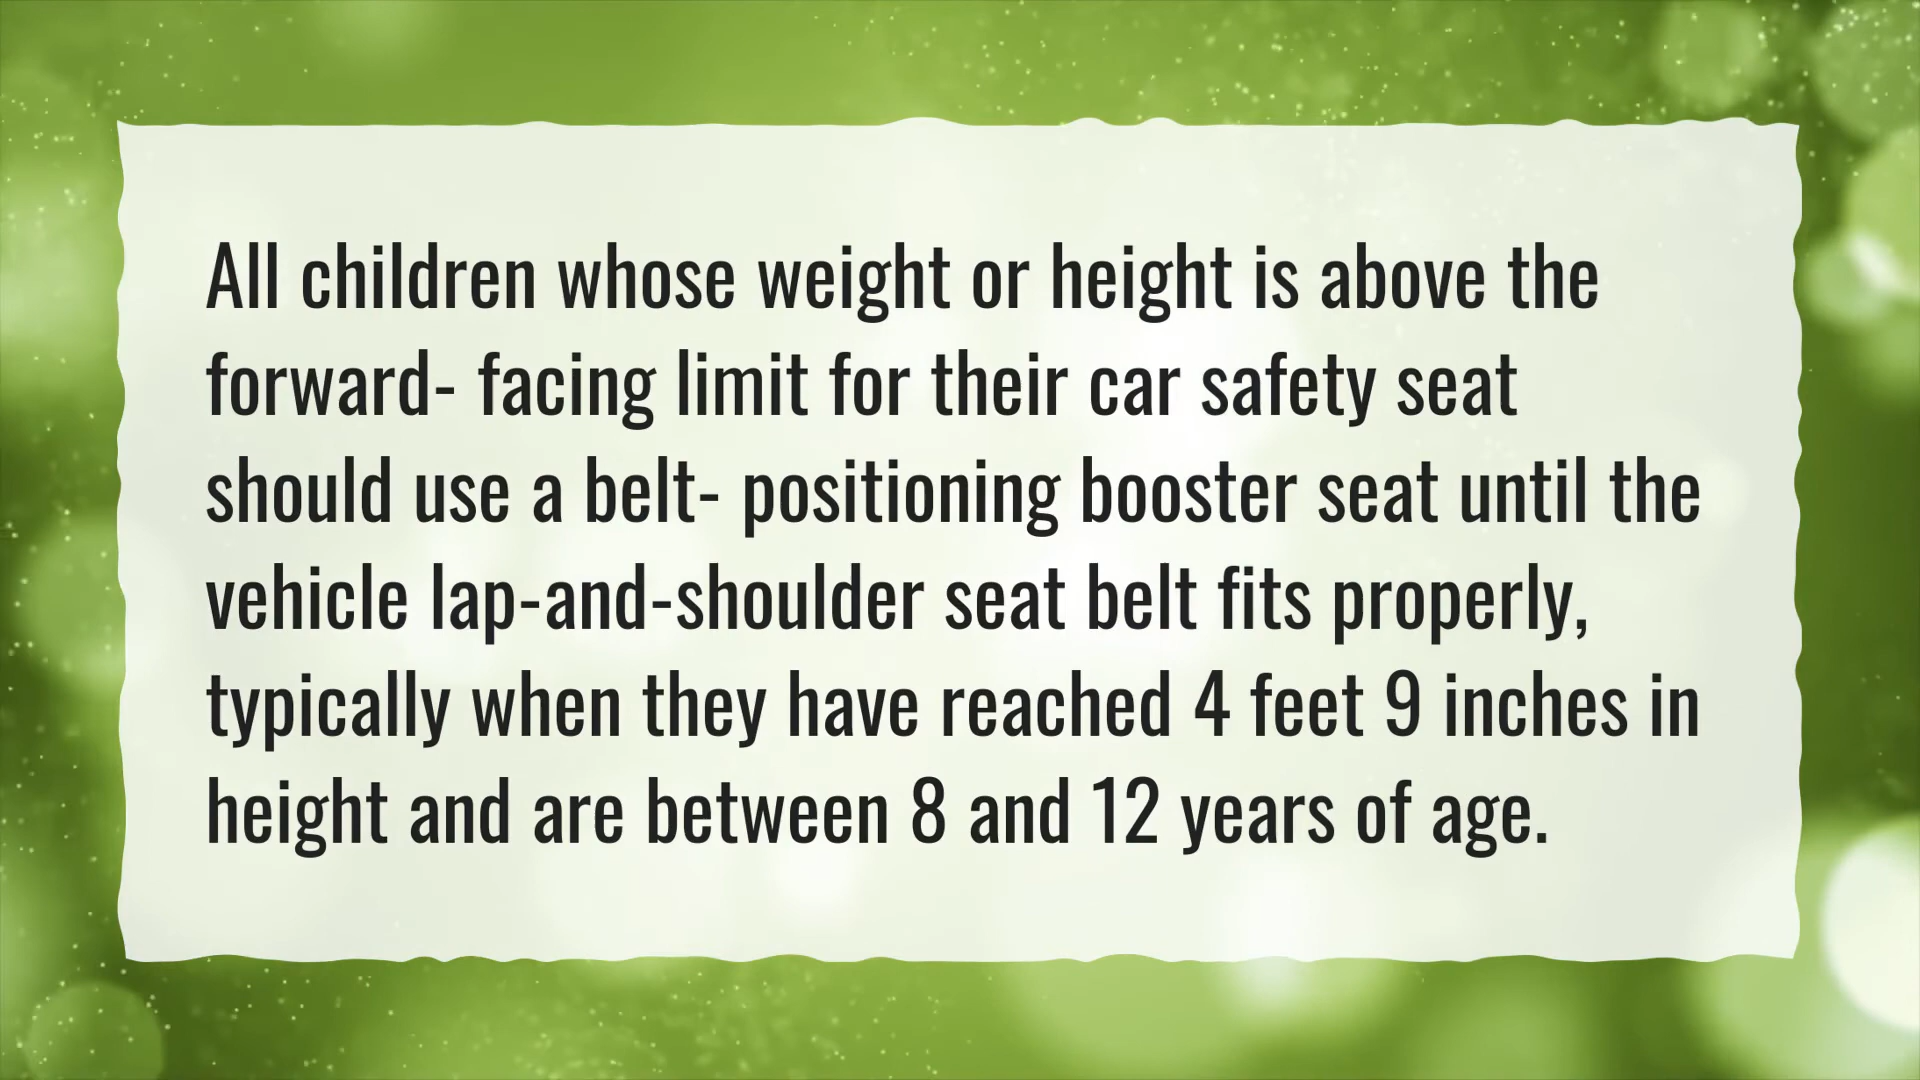 All children whose weight or height is above the
forward- facing limit for their car safety seat
should use a belt- positioning booster seat until the
vehicle lap-and-shoulder seat belt fits properly,
typically when they have reached 4 feet 9 inches in
height and are between 8 and 12 years of age.